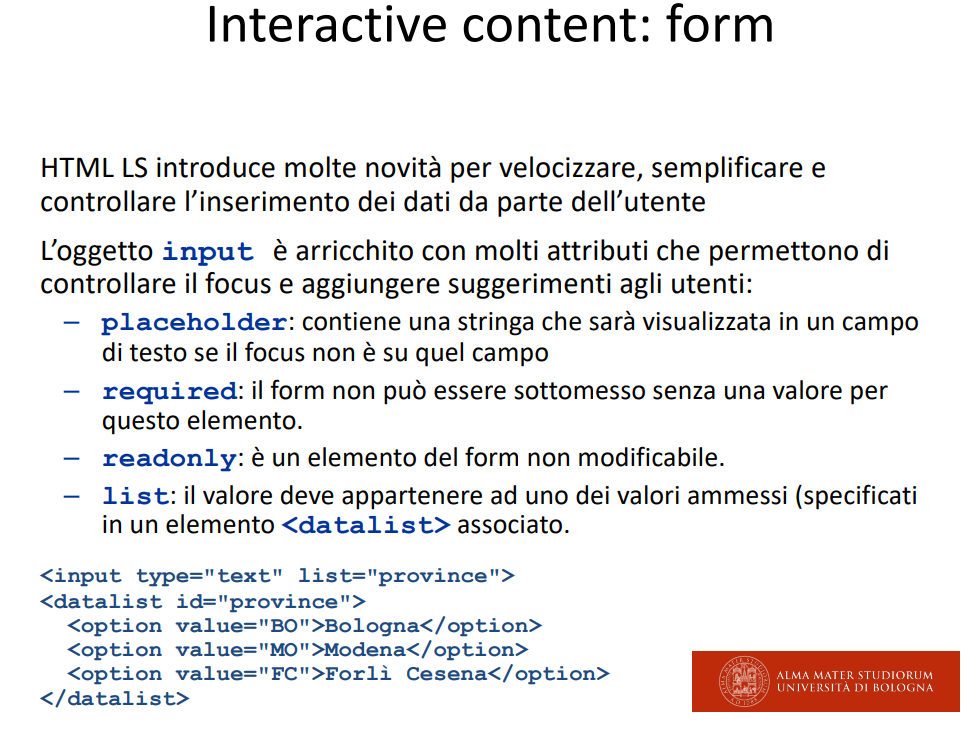 Interactive content: form
HTML LS introduce molte novità per velocizzare, semplificare e
controllare l’inserimento dei dati da parte dell’utente
L’oggetto input è arricchito con molti attributi che permettono di
controllare il focus e aggiungere suggerimenti agli utenti:
– placeholder: contiene una stringa che sarà visualizzata in un campo
di testo se il focus non è su quel campo
– required: il form non può essere sottomesso senza una valore per
questo elemento.
– readonly: è un elemento del form non modificabile.
– list: il valore deve appartenere ad uno dei valori ammessi (specificati
in un elemento <datalist> associato.
<input type="text" list="province">
<datalist id="province">
<option value="BO">Bologna</option>
<option value="MO">Modena</option>
<option value="FC">Forlì Cesena</option>
</datalist>
ALMA MATER STUDIORUM
UNIVERSITÀ DI BOLOGNA